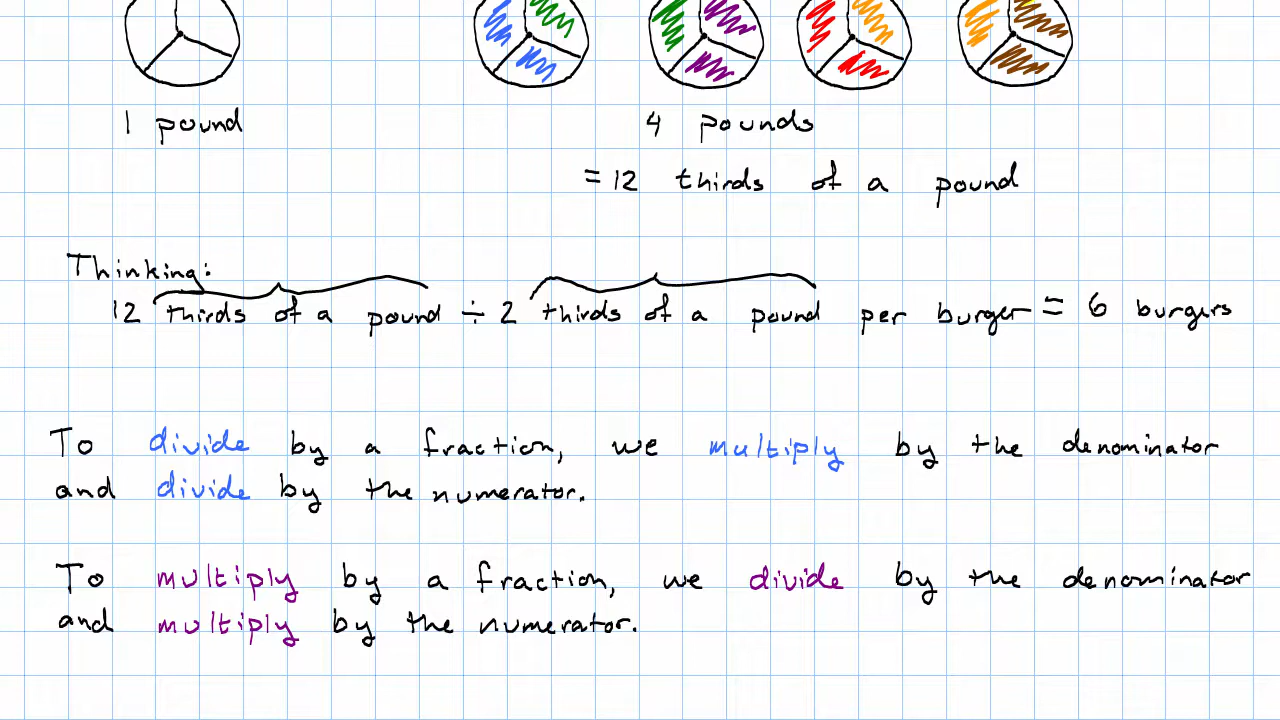 1 pound
4 pounds
= 12 thirds of a pound
Thinking:
12 thirds of a pound ÷ 2 thirds of a pound per burger = 6 burgers
To divide by a fraction, we multiply by the denominator
and divide by the numerator.
To multiply by a fraction, we divide by the denominator
and multiply by the numerator.